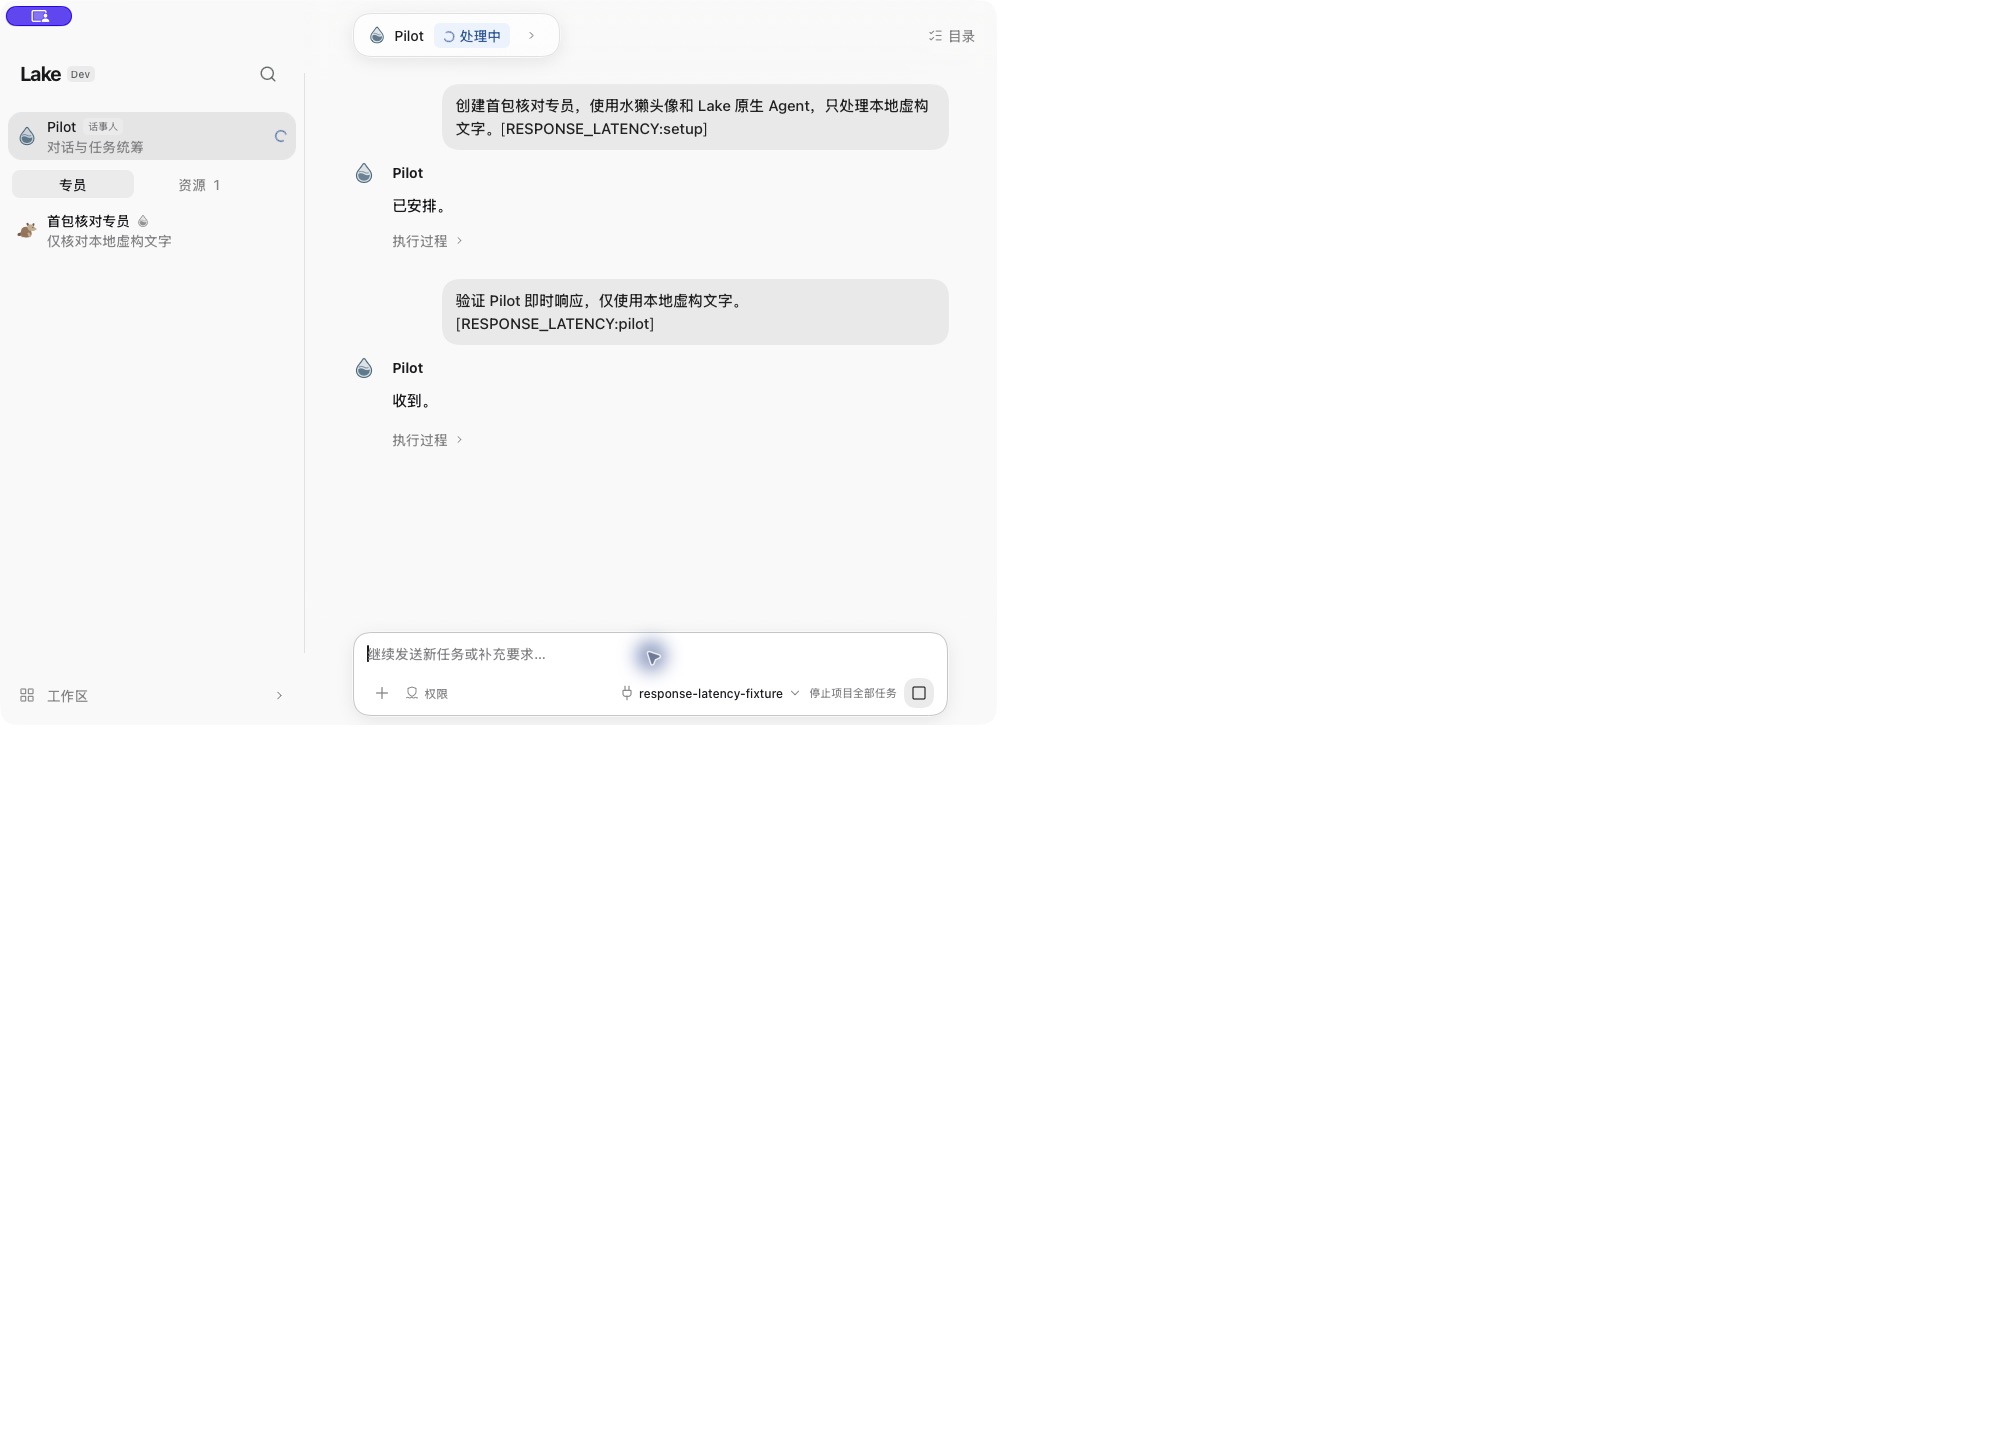 Lake Dev
Pilot 话事人
对话与任务统筹
专员
资源 1
首包核对专员
仅核对本地虚构文字
工作区
Pilot 处理中
目录
创建首包核对专员，使用水獭头像和 Lake 原生 Agent，只处理本地虚构
文字。[RESPONSE_LATENCY:setup]
Pilot
已安排。
执行过程
验证 Pilot 即时响应，仅使用本地虚构文字。
[RESPONSE_LATENCY:pilot]
Pilot
收到。
执行过程
继续发送新任务或补充要求...
权限
response-latency-fixture
停止项目全部任务